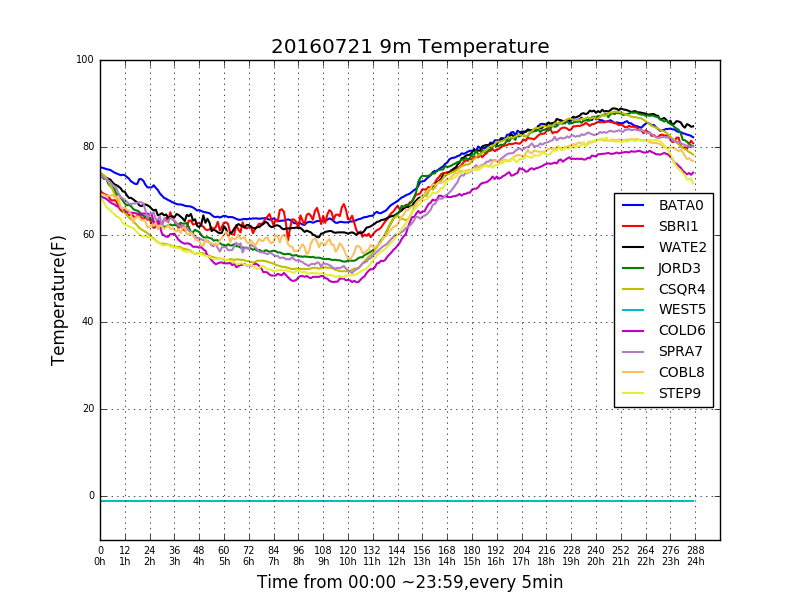 20160721 9m Temperature
Temperature(F)
100
80
60
40
20
0
BATA0
SBRI1
WATE2
JORD3
CSQR4
WEST5
COLD6
SPRA7
COBL8
STEP9
0 12 24 36 48 60 72 84 96 108 120 132 144 156 168 180 192 204 216 228 240 252 264 276 288
0h 1h 2h 3h 4h 5h 6h 7h 8h 9h 10h 11h 12h 13h 14h 15h 16h 17h 18h 19h 20h 21h 22h 23h 24h
Time from 00:00 ~23:59,every 5min